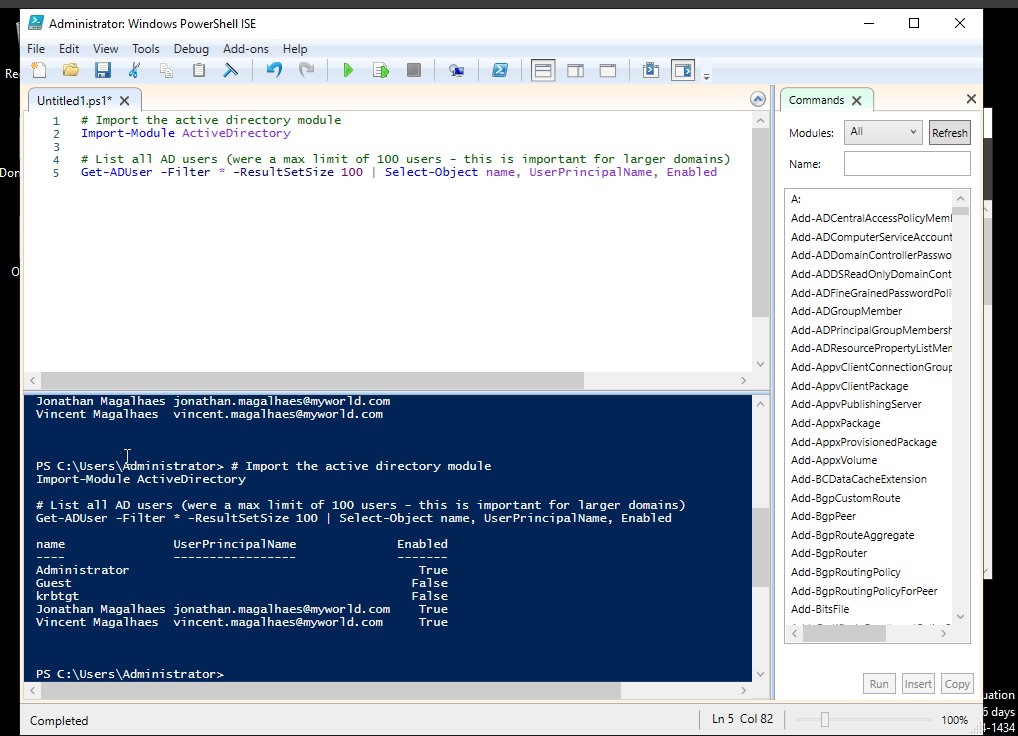 Administrator: Windows PowerShell ISE
File Edit View Tools Debug Add-ons Help
Untitled1.ps1*
1 # Import the active directory module
2 Import-Module ActiveDirectory
3
4 # List all AD users (were a max limit of 100 users - this is important for larger domains)
5 Get-ADUser -Filter * -ResultSetSize 100 | Select-Object name, UserPrincipalName, Enabled
Jonathan Magalhaes jonathan.magalhaes@myworld.com
Vincent Magalhaes vincent.magalhaes@myworld.com
PS C:\Users\Administrator> # Import the active directory module
Import-Module ActiveDirectory
# List all AD users (were a max limit of 100 users - this is important for larger domains)
Get-ADUser -Filter * -ResultSetSize 100 | Select-Object name, UserPrincipalName, Enabled
name UserPrincipalName Enabled
---- ----------------- -------
Administrator True
Guest False
krbtgt False
Jonathan Magalhaes jonathan.magalhaes@myworld.com True
Vincent Magalhaes vincent.magalhaes@myworld.com True
PS C:\Users\Administrator>
Completed
Ln 5 Col 82
100%
Commands
Modules: All Refresh
Name:
A:
Add-ADCentralAccessPolicyMem
Add-ADComputerServiceAccount
Add-ADDomainControllerPasswo
Add-ADDSReadOnlyDomainCont
Add-ADFineGrainedPasswordPoli
Add-ADGroupMember
Add-ADPrincipalGroupMembersh
Add-ADResourcePropertyListMem
Add-AppvClientConnectionGroup
Add-AppvClientPackage
Add-AppvPublishingServer
Add-AppxPackage
Add-AppxProvisionedPackage
Add-AppxVolume
Add-BCDataCacheExtension
Add-BgpCustomRoute
Add-BgpPeer
Add-BgpRouteAggregate
Add-BgpRouter
Add-BgpRoutingPolicy
Add-BgpRoutingPolicyForPeer
Add-BitsFile
Run Insert Copy
Re
Don
O
uation
6 days
-1434